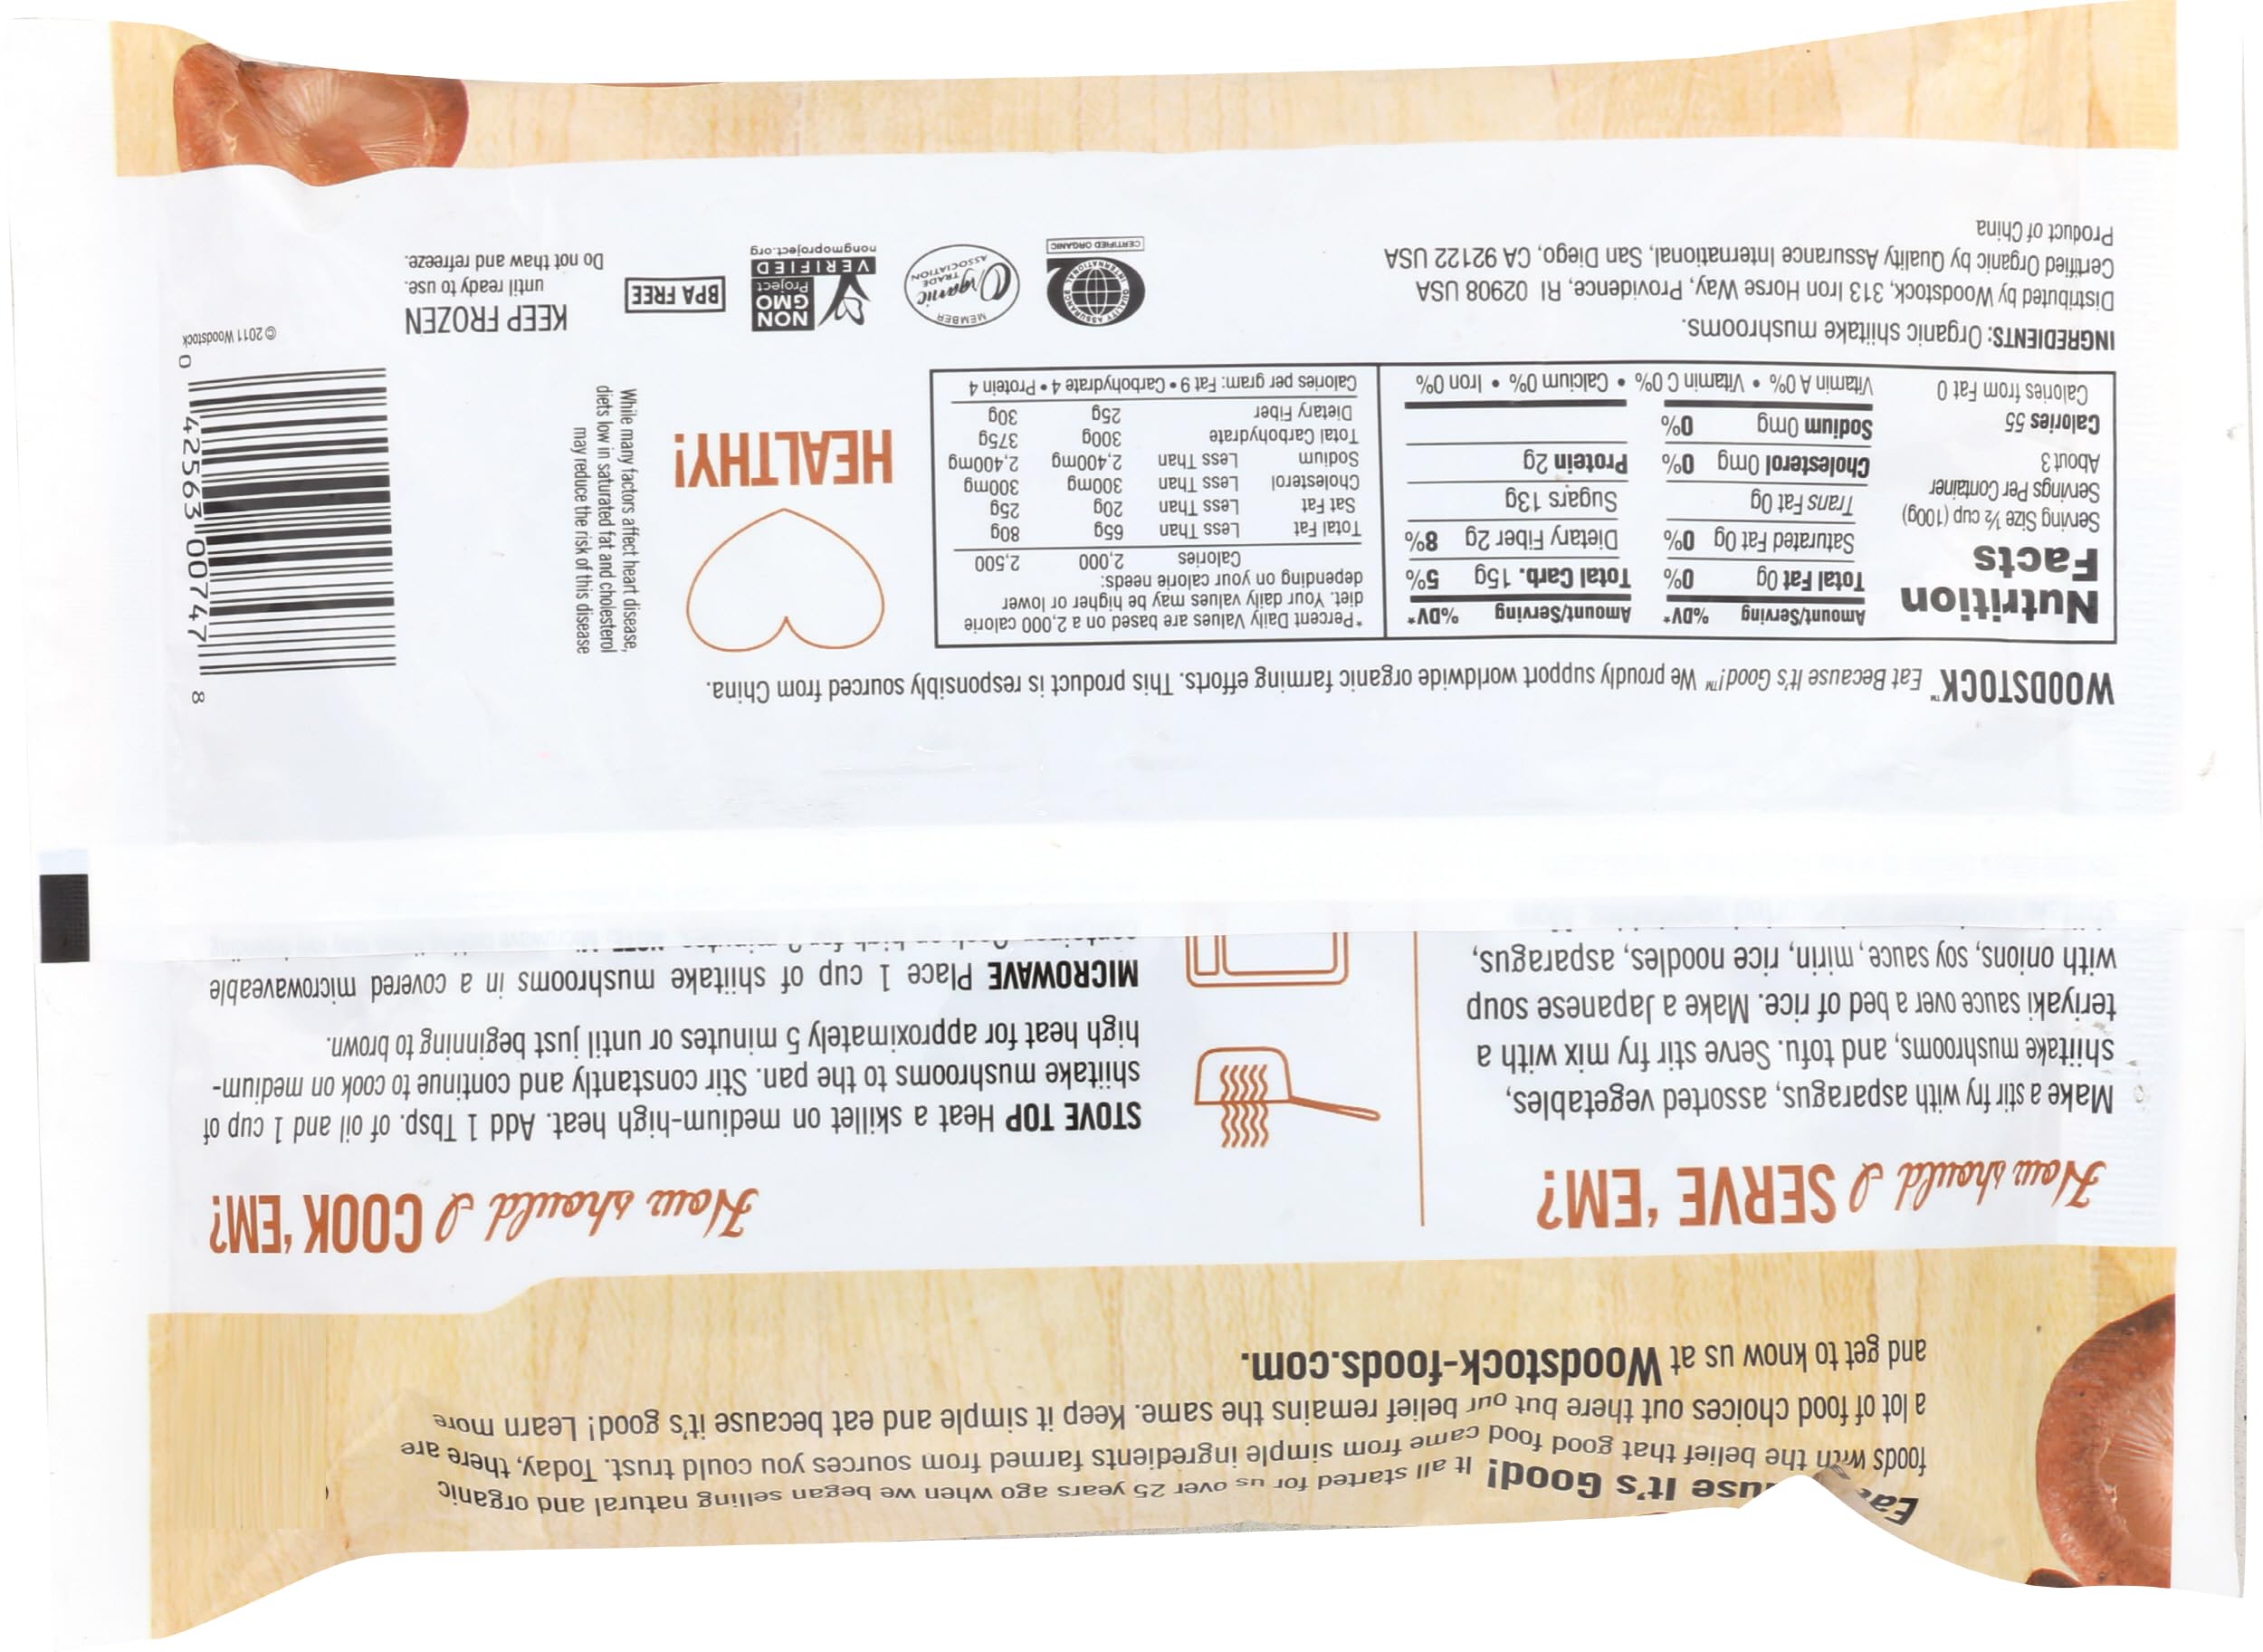 Eat       use It's Good! It all started for us over 25 years ago when we began selling natural and organic
foods with the belief that good food came from simple ingredients farmed from sources you could trust. Today, there are
a lot of food choices out there but our belief remains the same. Keep it simple and eat because it's good! Learn more
and get to know us at Woodstock-foods.com.
How should I SERVE 'EM?
Make a stir fry with asparagus, assorted vegetables,
shiitake mushrooms, and tofu. Serve stir fry mix with a
teriyaki sauce over a bed of rice. Make a Japanese soup
with onions, soy sauce, mirin, rice noodles, asparagus,
How should I COOK 'EM?
STOVE TOP Heat a skillet on medium-high heat. Add 1 Tbsp. of oil and 1 cup of
shiitake mushrooms to the pan. Stir constantly and continue to cook on medium-
high heat for approximately 5 minutes or until just beginning to brown.
MICROWAVE Place 1 cup of shiitake mushrooms in a covered microwaveable
WOODSTOCK™ Eat Because It's Good!™ We proudly support worldwide organic farming efforts. This product is responsibly sourced from China.
Nutrition
Facts
Serving Size ½ cup (100g)
Servings Per Container
About 3
Calories 55
Calories from Fat 0
Amount/Serving %DV*
Total Fat 0g 0%
Saturated Fat 0g 0%
Trans Fat 0g
Cholesterol 0mg 0%
Sodium 0mg 0%
Amount/Serving %DV*
Total Carb. 15g 5%
Dietary Fiber 2g 8%
Sugars 13g
Protein 2g
Vitamin A 0% • Vitamin C 0% • Calcium 0% • Iron 0%
*Percent Daily Values are based on a 2,000 calorie
diet. Your daily values may be higher or lower
depending on your calorie needs:
Calories 2,000 2,500
Total Fat Less Than 65g 80g
Sat Fat Less Than 20g 25g
Cholesterol Less Than 300mg 300mg
Sodium Less Than 2,400mg 2,400mg
Total Carbohydrate 300g 375g
Dietary Fiber 25g 30g
Calories per gram: Fat 9 • Carbohydrate 4 • Protein 4
HEALTHY!
While many factors affect heart disease,
diets low in saturated fat and cholesterol
may reduce the risk of this disease
8
0 42563 00747
© 2011 Woodstock
INGREDIENTS: Organic shiitake mushrooms.
Distributed by Woodstock, 313 Iron Horse Way, Providence, RI 02908 USA
Certified Organic by Quality Assurance International, San Diego, CA 92122 USA
Product of China
QUALITY ASSURANCE INTERNATIONAL
CERTIFIED ORGANIC
MEMBER
Organic
TRADE
ASSOCIATION
NON
GMO
Project
VERIFIED
nongmoproject.org
BPA FREE
KEEP FROZEN
until ready to use.
Do not thaw and refreeze.